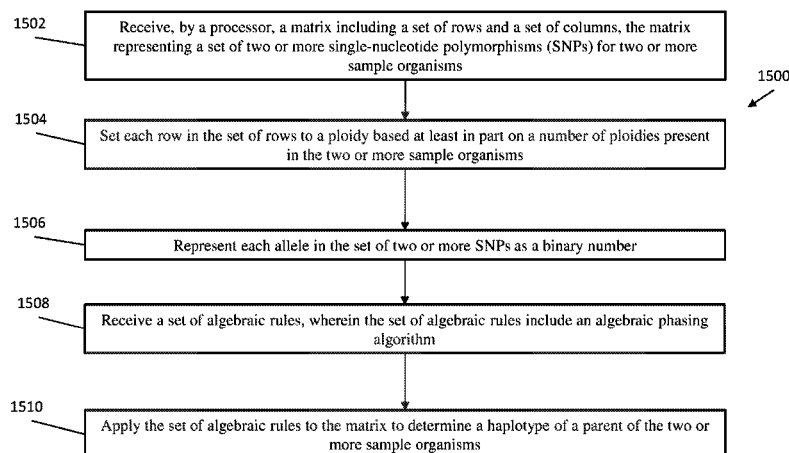 1502
Receive, by a processor, a matrix including a set of rows and a set of columns, the matrix
representing a set of two or more single-nucleotide polymorphisms (SNPs) for two or more
sample organisms
1500
1504
Set each row in the set of rows to a ploidy based at least in part on a number of ploidies present
in the two or more sample organisms
1506
Represent each allele in the set of two or more SNPs as a binary number
1508
Receive a set of algebraic rules, wherein the set of algebraic rules include an algebraic phasing
algorithm
1510
Apply the set of algebraic rules to the matrix to determine a haplotype of a parent of the two or
more sample organisms